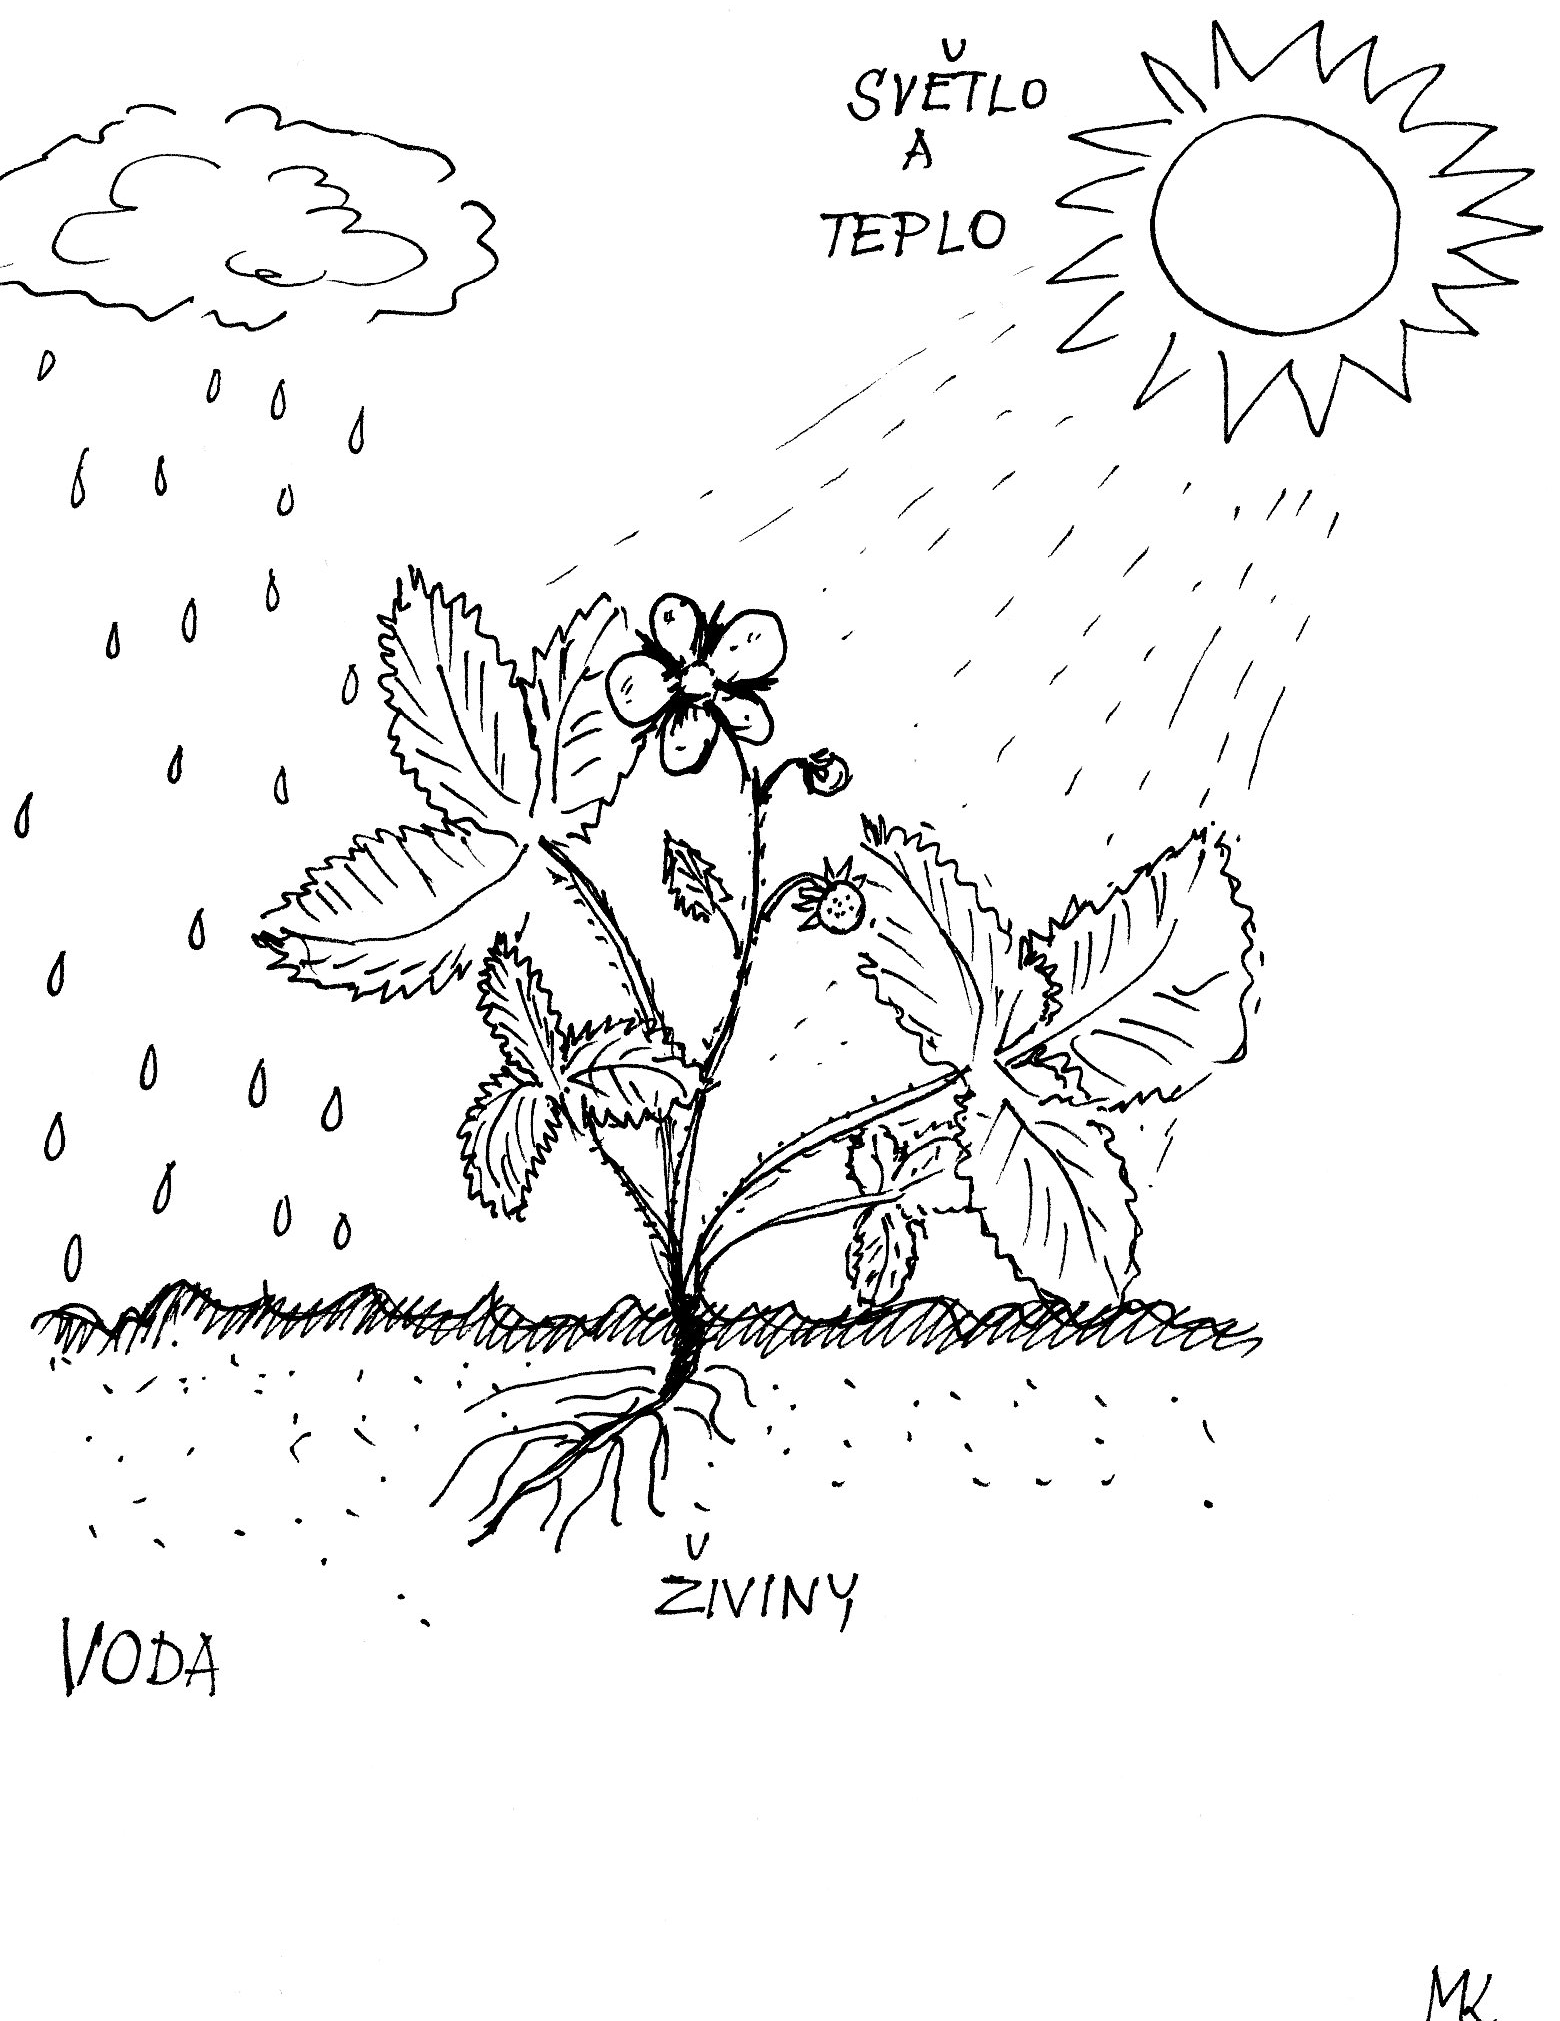 SVĚTLO
A
TEPLO
ŽIVINY
VODA
MK